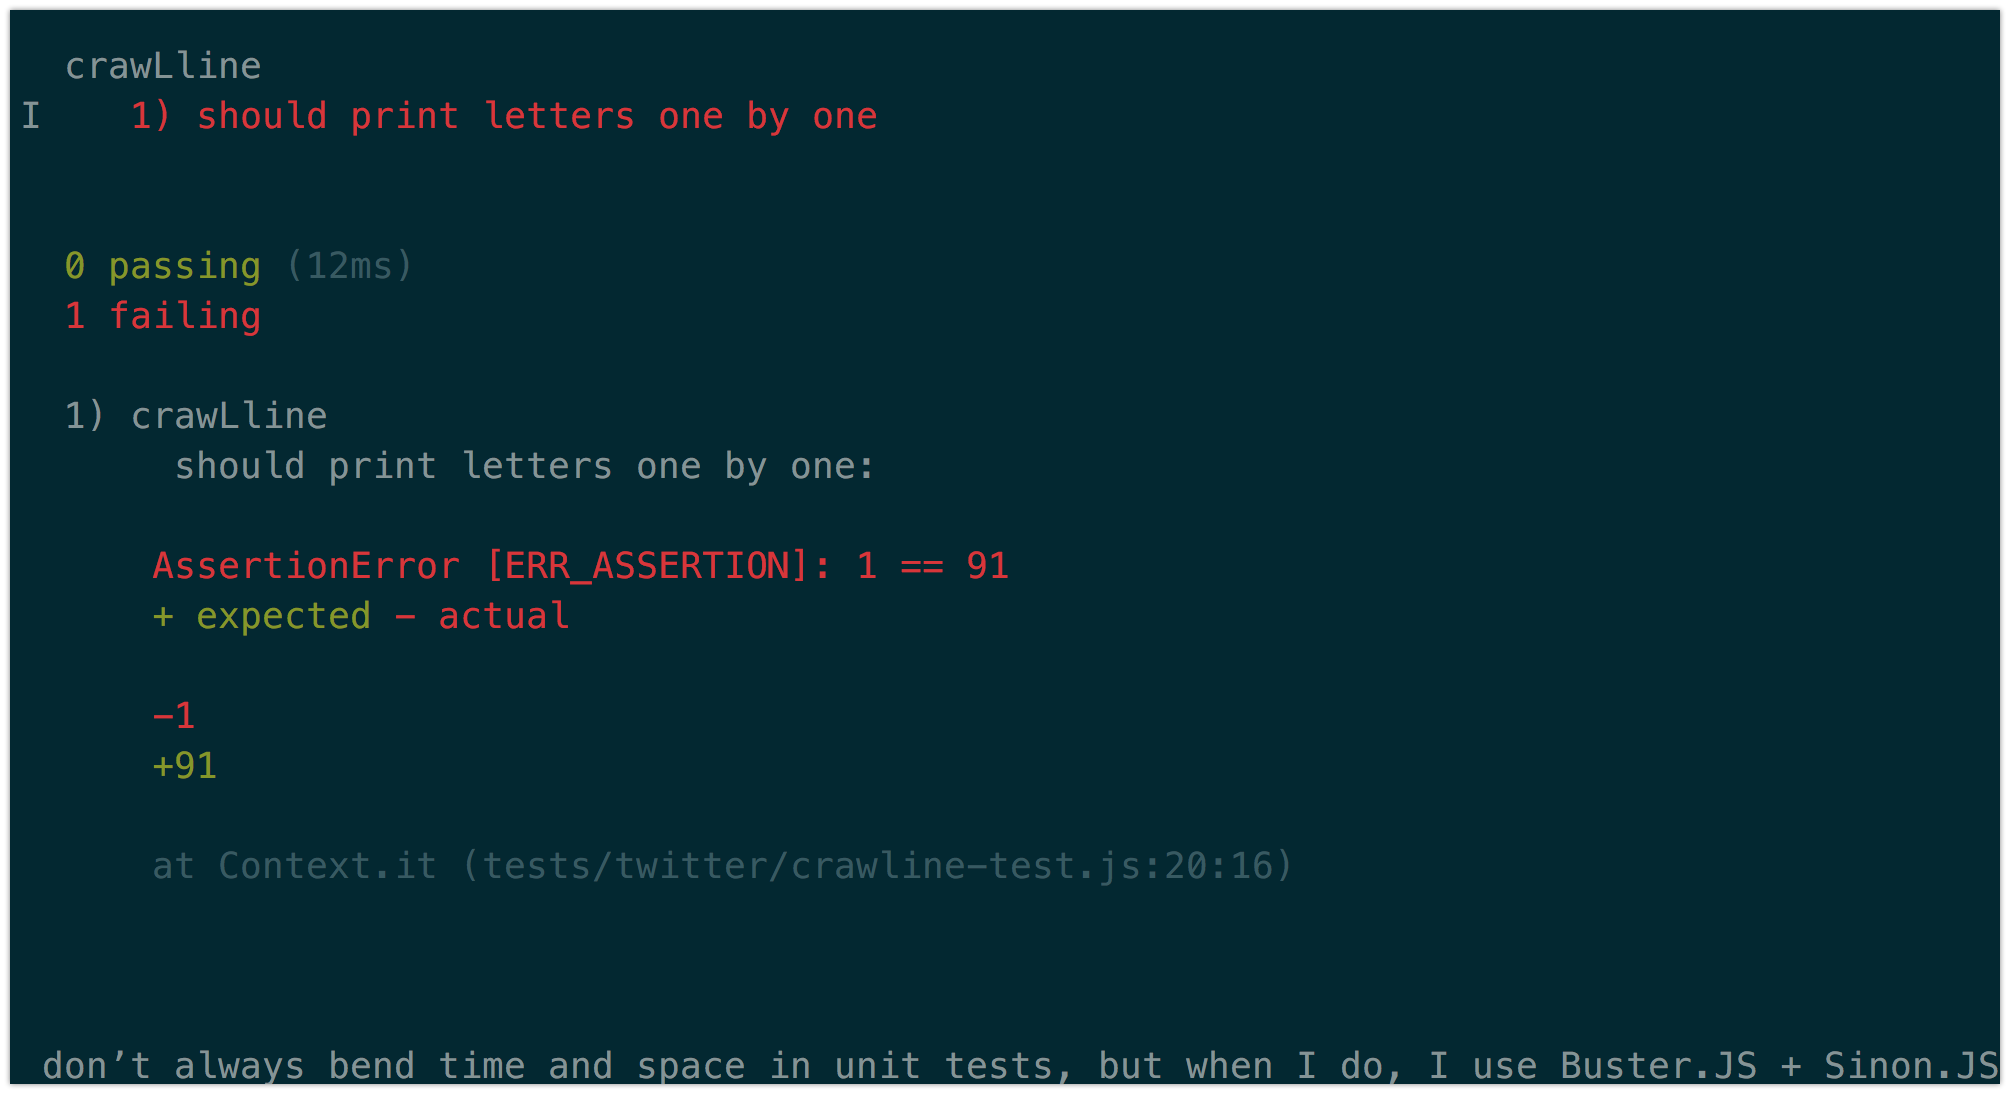 crawLline
I    1) should print letters one by one
0 passing (12ms)
1 failing
1) crawLline
should print letters one by one:
AssertionError [ERR_ASSERTION]: 1 == 91
+ expected - actual
-1
+91
at Context.it (tests/twitter/crawline-test.js:20:16)
don’t always bend time and space in unit tests, but when I do, I use Buster.JS + Sinon.JS